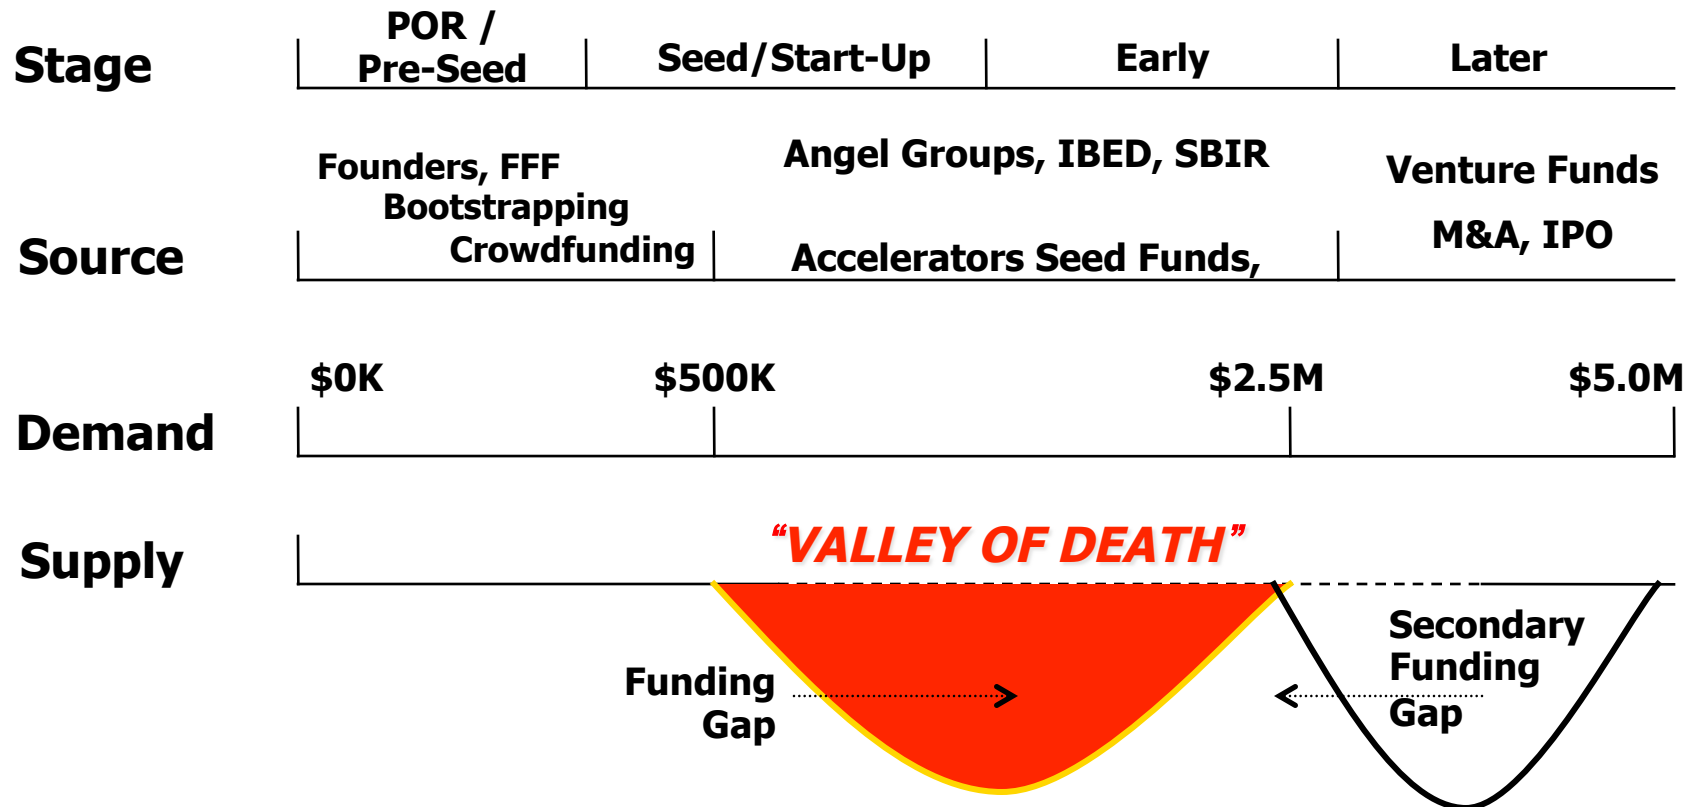 Stage
POR /
Pre-Seed
Seed/Start-Up
Early
Later
Source
Founders, FFF
Bootstrapping
Crowdfunding
Angel Groups, IBED, SBIR
Accelerators Seed Funds,
Venture Funds
M&A, IPO
Demand
$0K
$500K
$2.5M
$5.0M
Supply
“VALLEY OF DEATH”
Funding
Gap
Secondary
Funding
Gap